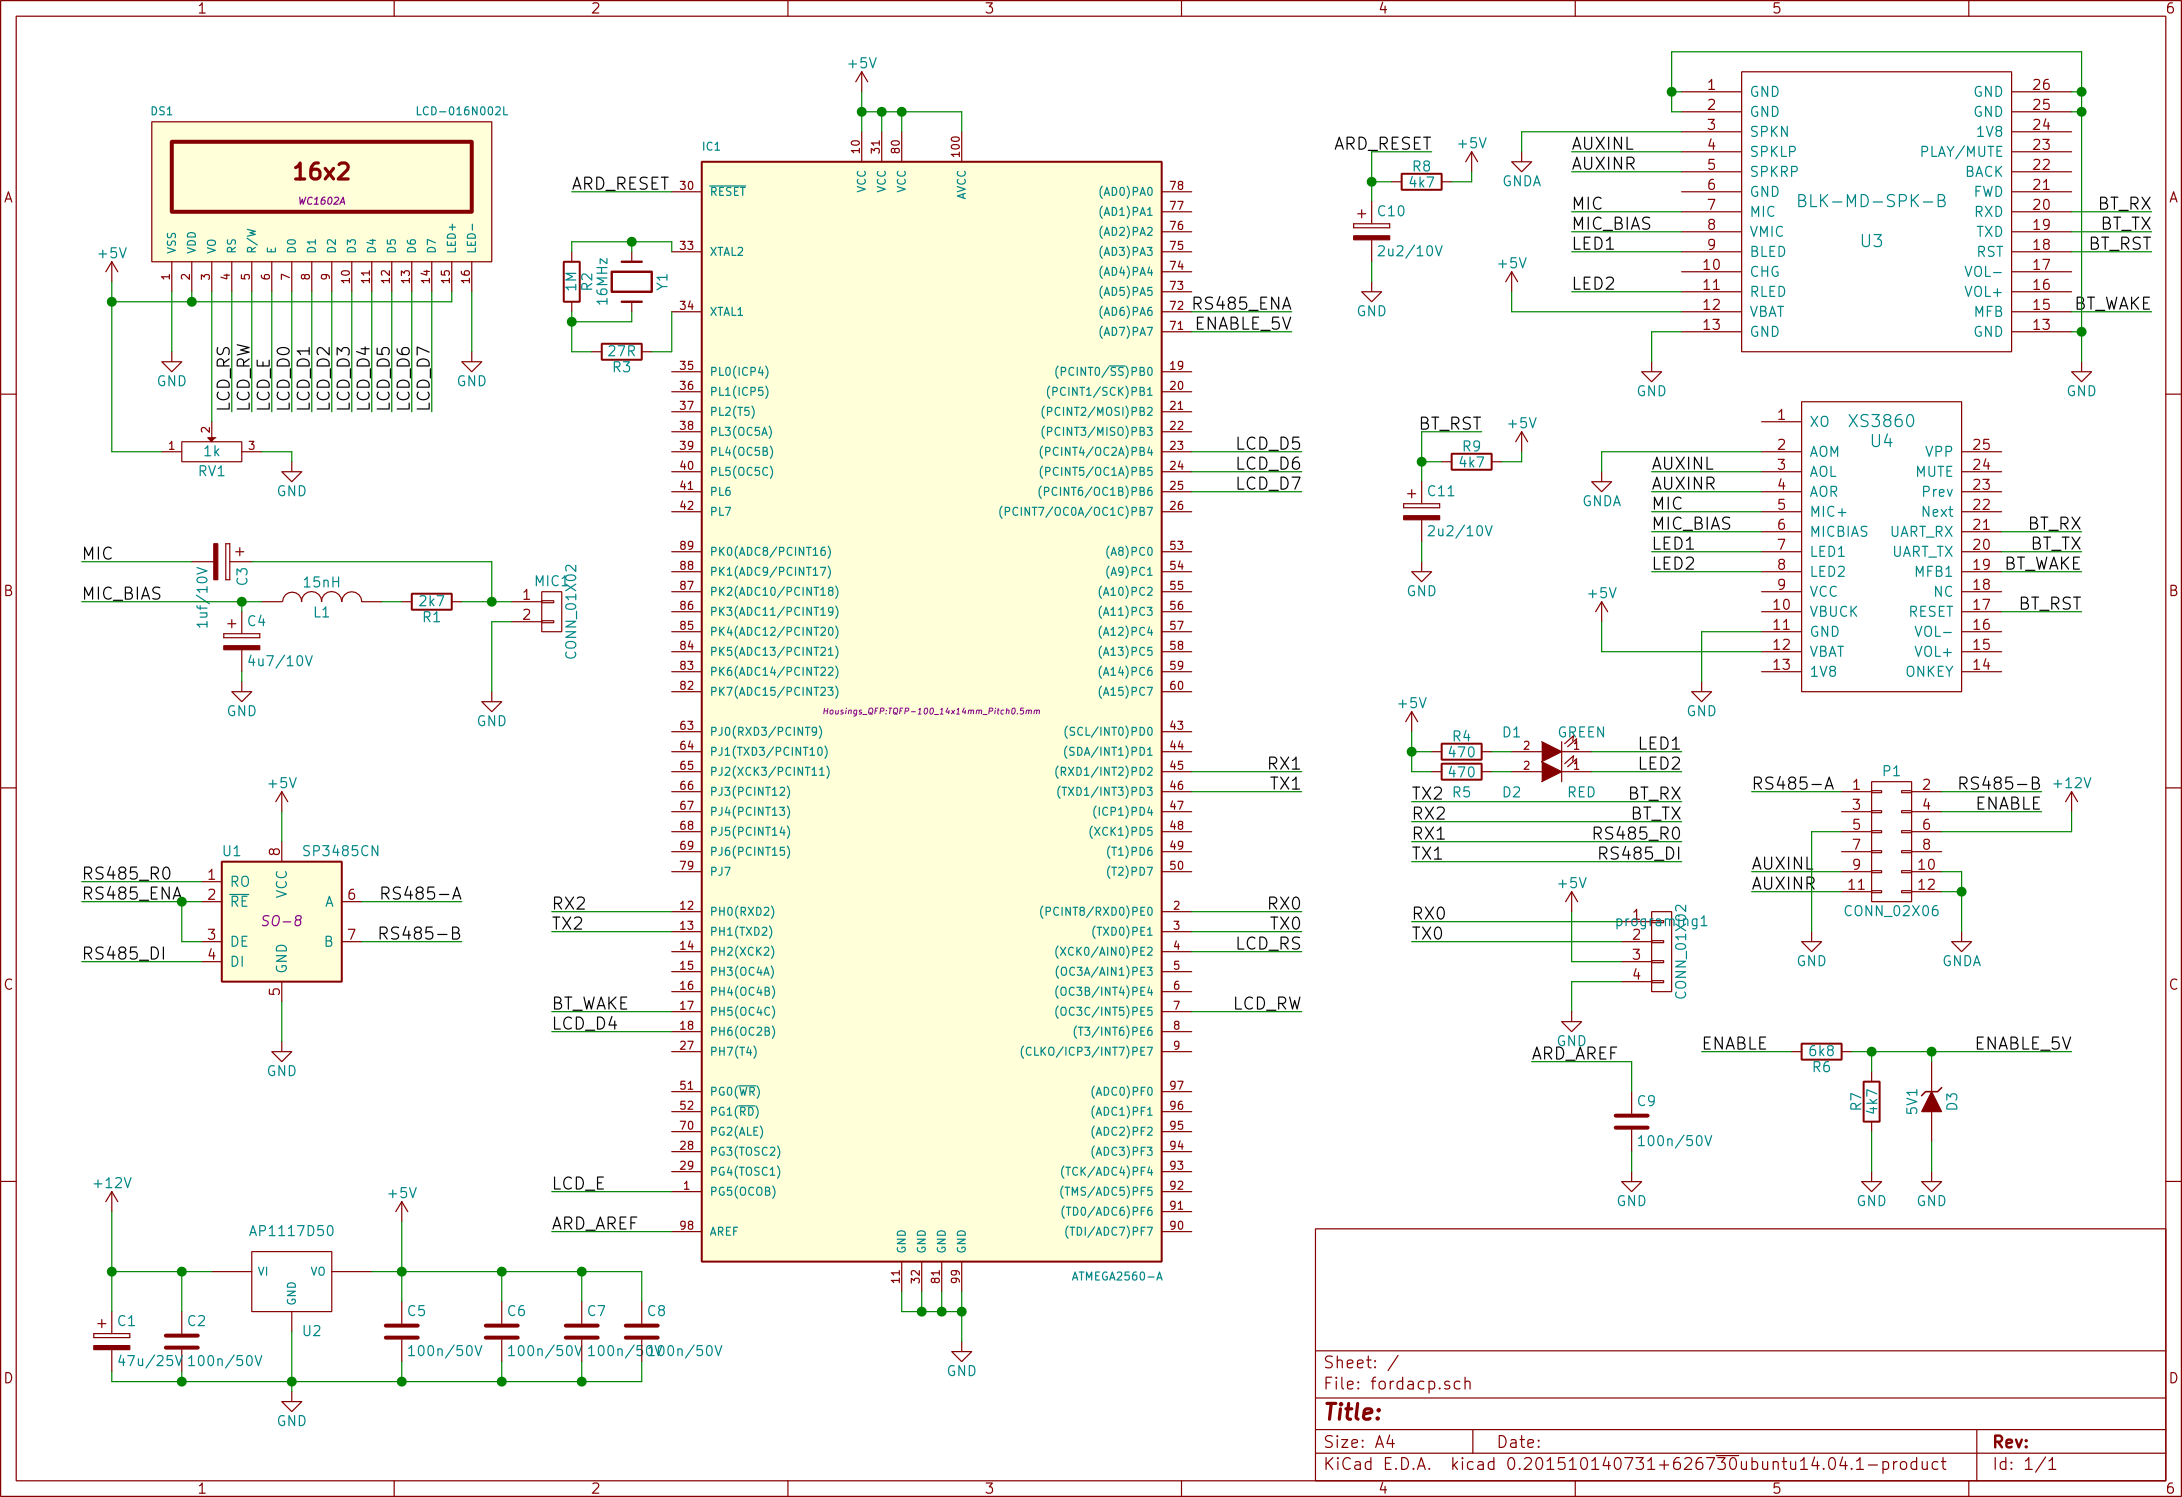 1 2 3 4 5 6
A
B
C
D
DS1 LCD-016N002L
16x2
WC1602A
VSS VDD VO RS R/W E D0 D1 D2 D3 D4 D5 D6 D7 LED+ LED-
1 2 3 4 5 6 7 8 9 10 11 12 13 14 15 16
+5V
GND
LCD_RS
LCD_RW
LCD_E
LCD_D0
LCD_D1
LCD_D2
LCD_D3
LCD_D4
LCD_D5
LCD_D6
LCD_D7
GND
1 2 3
1k
RV1
GND
MIC
MIC_BIAS
C3
1uf/10V
15nH
L1
2k7
R1
C4
4u7/10V
GND
MIC1
CONN_01X02
1
2
GND
+5V
U1 SP3485CN
RS485_RO
RS485_ENA
RS485_DI
1 RO
2 RE
3 DE
4 DI
8 VCC
5 GND
SO-8
A 6 RS485-A
B 7 RS485-B
GND
+12V
AP1117D50
VI VO
GND
U2
+5V
C1
47u/25V
C2
100n/50V
C5
100n/50V
C6
100n/50V
C7
100n/50V
C8
100n/50V
GND
+5V
IC1
10 31 80 100
VCC VCC VCC AVCC
ARD_RESET 30 RESET
33 XTAL2
34 XTAL1
1M
R2
16MHz
Y1
27R
R3
35 PL0(ICP4)
36 PL1(ICP5)
37 PL2(T5)
38 PL3(OC5A)
39 PL4(OC5B)
40 PL5(OC5C)
41 PL6
42 PL7
89 PK0(ADC8/PCINT16)
88 PK1(ADC9/PCINT17)
87 PK2(ADC10/PCINT18)
86 PK3(ADC11/PCINT19)
85 PK4(ADC12/PCINT20)
84 PK5(ADC13/PCINT21)
83 PK6(ADC14/PCINT22)
82 PK7(ADC15/PCINT23)
Housings_QFP:TQFP-100_14x14mm_Pitch0.5mm
63 PJ0(RXD3/PCINT9)
64 PJ1(TXD3/PCINT10)
65 PJ2(XCK3/PCINT11)
66 PJ3(PCINT12)
67 PJ4(PCINT13)
68 PJ5(PCINT14)
69 PJ6(PCINT15)
79 PJ7
RX2 12 PH0(RXD2)
TX2 13 PH1(TXD2)
14 PH2(XCK2)
15 PH3(OC4A)
16 PH4(OC4B)
BT_WAKE 17 PH5(OC4C)
LCD_D4 18 PH6(OC2B)
27 PH7(T4)
51 PG0(WR)
52 PG1(RD)
70 PG2(ALE)
28 PG3(TOSC2)
29 PG4(TOSC1)
LCD_E 1 PG5(OC0B)
ARD_AREF 98 AREF
(AD0)PA0 78
(AD1)PA1 77
(AD2)PA2 76
(AD3)PA3 75
(AD4)PA4 74
(AD5)PA5 73
(AD6)PA6 72 RS485_ENA
(AD7)PA7 71 ENABLE_5V
(PCINT0/SS)PB0 19
(PCINT1/SCK)PB1 20
(PCINT2/MOSI)PB2 21
(PCINT3/MISO)PB3 22
(PCINT4/OC2A)PB4 23 LCD_D5
(PCINT5/OC1A)PB5 24 LCD_D6
(PCINT6/OC1B)PB6 25 LCD_D7
(PCINT7/OC0A/OC1C)PB7 26
(A8)PC0 53
(A9)PC1 54
(A10)PC2 55
(A11)PC3 56
(A12)PC4 57
(A13)PC5 58
(A14)PC6 59
(A15)PC7 60
(SCL/INT0)PD0 43
(SDA/INT1)PD1 44
(RXD1/INT2)PD2 45 RX1
(TXD1/INT3)PD3 46 TX1
(ICP1)PD4 47
(XCK1)PD5 48
(T1)PD6 49
(T2)PD7 50
(PCINT8/RXD0)PE0 2 RX0
(TXD0)PE1 3 TX0
(XCK0/AIN0)PE2 4 LCD_RS
(OC3A/AIN1)PE3 5
(OC3B/INT4)PE4 6
(OC3C/INT5)PE5 7 LCD_RW
(T3/INT6)PE6 8
(CLKO/ICP3/INT7)PE7 9
(ADC0)PF0 97
(ADC1)PF1 96
(ADC2)PF2 95
(ADC3)PF3 94
(TCK/ADC4)PF4 93
(TMS/ADC5)PF5 92
(TDO/ADC6)PF6 91
(TDI/ADC7)PF7 90
GND GND GND GND
11 32 81 99
ATMEGA2560-A
GND
ARD_RESET
+5V
R8
4k7
C10
2u2/10V
GND
BT_RST
+5V
R9
4k7
C11
2u2/10V
GND
BLK-MD-SPK-B
U3
1 GND
2 GND
GNDA
3 SPKN
AUXINL 4 SPKLP
AUXINR 5 SPKRP
6 GND
MIC 7 MIC
MIC_BIAS 8 VMIC
LED1 9 BLED
10 CHG
LED2 11 RLED
+5V
12 VBAT
13 GND
GND
GND 26
GND 25
1V8 24
PLAY/MUTE 23
BACK 22
FWD 21
RXD 20 BT_RX
TXD 19 BT_TX
RST 18 BT_RST
VOL- 17
VOL+ 16
MFB 15 BT_WAKE
GND 13
GND
XS3860
U4
1 XO
2 AOM
GNDA
AUXINL 3 AOL
AUXINR 4 AOR
MIC 5 MIC+
MIC_BIAS 6 MICBIAS
LED1 7 LED1
LED2 8 LED2
9 VCC
10 VBUCK
11 GND
+5V
12 VBAT
13 1V8
GND
VPP 25
MUTE 24
Prev 23
Next 22
UART_RX 21 BT_RX
UART_TX 20 BT_TX
MFB1 19 BT_WAKE
NC 18
RESET 17 BT_RST
VOL- 16
VOL+ 15
ONKEY 14
+5V
R4 D1 GREEN
470 2 1 LED1
470 2 1 LED2
R5 D2 RED
TX2 BT_RX
RX2 BT_TX
RX1 RS485_RO
TX1 RS485_DI
+5V
RX0
TX0
programing1
CONN_01X02
1
2
3
4
GND
P1
RS485-A 1 2 RS485-B
+12V
3 4 ENABLE
5 6
7 8
AUXINL 9 10
AUXINR 11 12
CONN_02X06
GND
GNDA
ARD_AREF
C9
100n/50V
GND
ENABLE
6k8
R6
ENABLE_5V
R7
4k7
5V1
D3
GND
GND
Sheet: /
File: fordacp.sch
Title:
Size: A4 Date: Rev:
KiCad E.D.A. kicad 0.201510140731+626730ubuntu14.04.1-product Id: 1/1
A
B
C
D
1 2 3 4 5 6